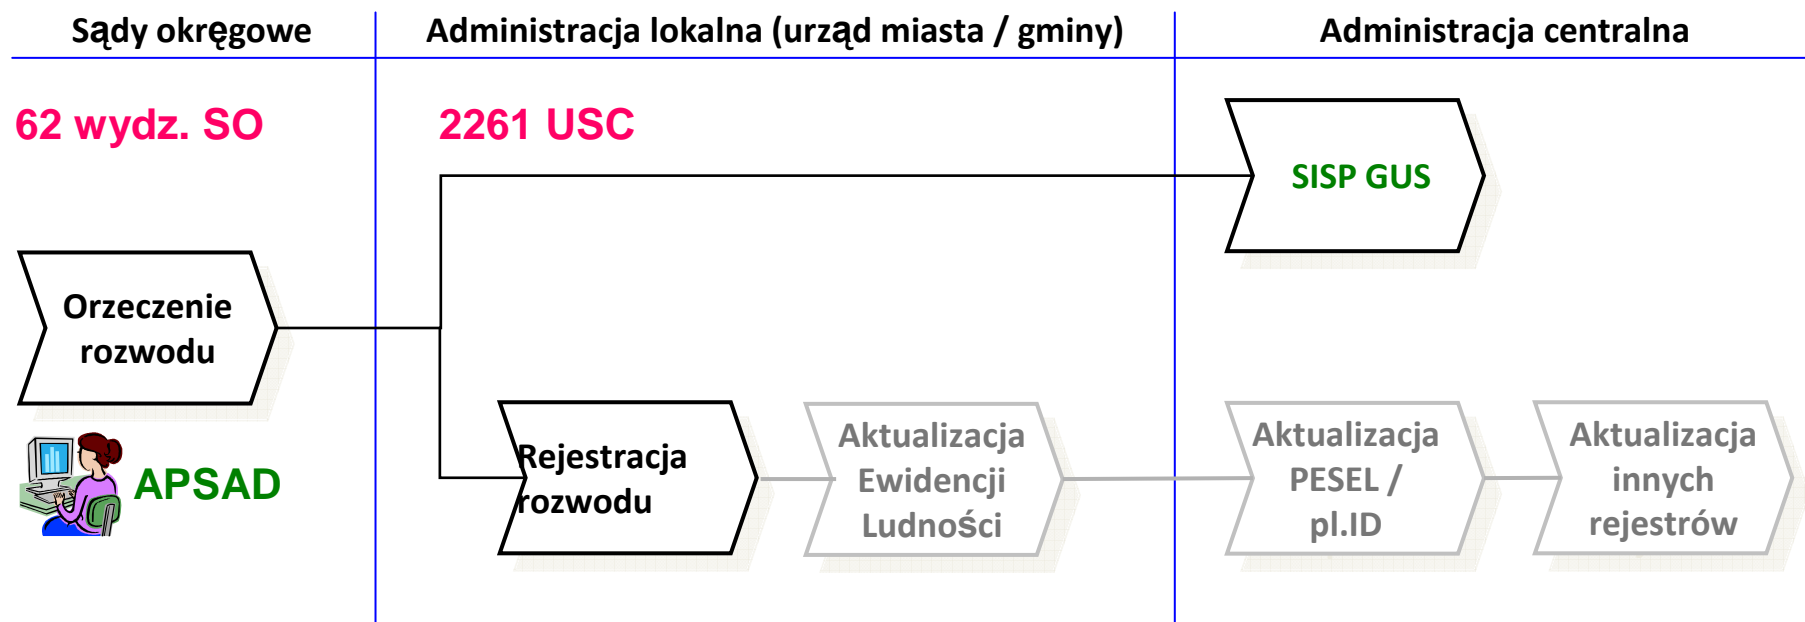 Sądy okręgowe
Administracja lokalna (urząd miasta / gminy)
Administracja centralna
62 wydz. SO
2261 USC
SISP GUS
Orzeczenie
rozwodu
APSAD
Rejestracja
rozwodu
Aktualizacja
Ewidencji
Ludności
Aktualizacja
PESEL /
pl.ID
Aktualizacja
innych
rejestrów